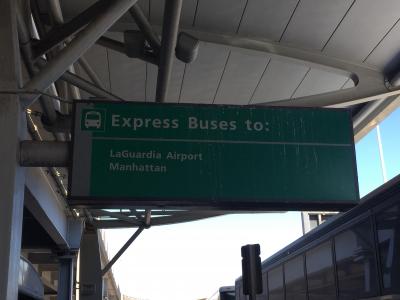 Express Buses to:
LaGuardia Airport
Manhattan